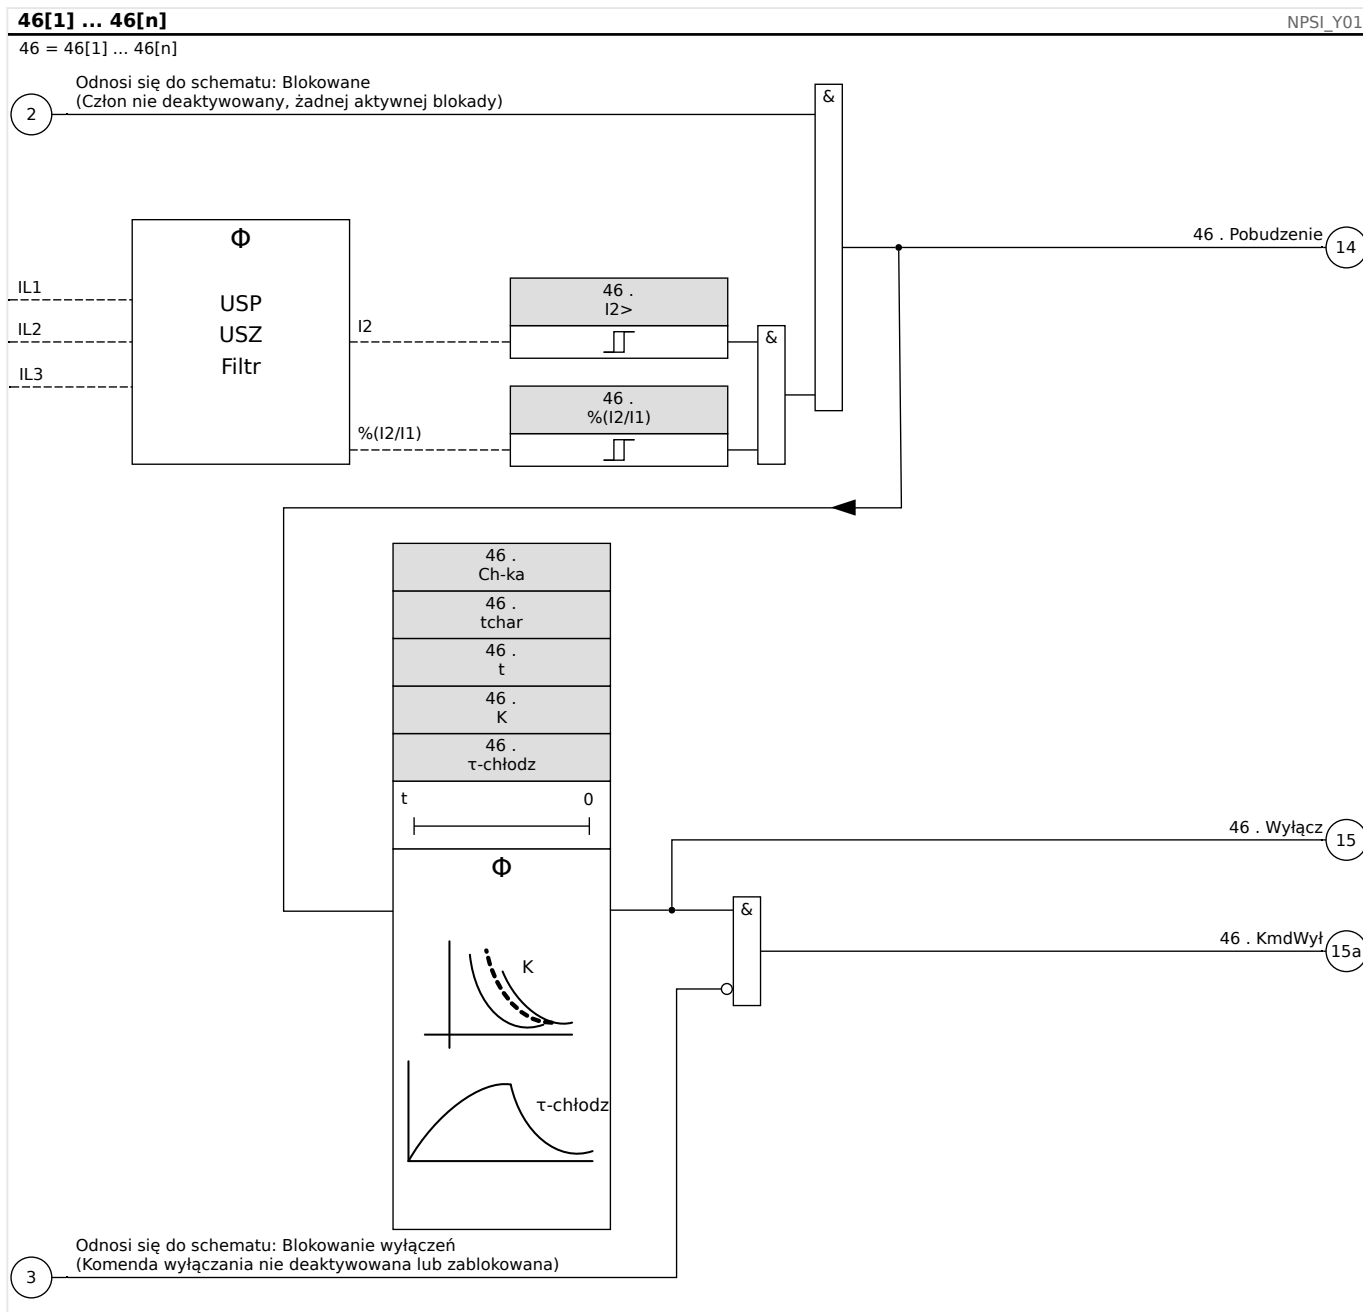 46[1] ... 46[n]
NPSI_Y01
46 = 46[1] ... 46[n]
Odnosi się do schematu: Blokowane
(Człon nie deaktywowany, żadnej aktywnej blokady)
2
&
46 . Pobudzenie
14
Φ
USP
USZ
Filtr
IL1
IL2
IL3
I2
46 .
I2>
&
%(I2/I1)
46 .
%(I2/I1)
46 .
Ch-ka
46 .
tchar
46 .
t
46 .
K
46 .
τ-chłodz
t
0
Φ
K
τ-chłodz
46 . Wyłącz
15
&
46 . KmdWył
15a
Odnosi się do schematu: Blokowanie wyłączeń
(Komenda wyłączania nie deaktywowana lub zablokowana)
3